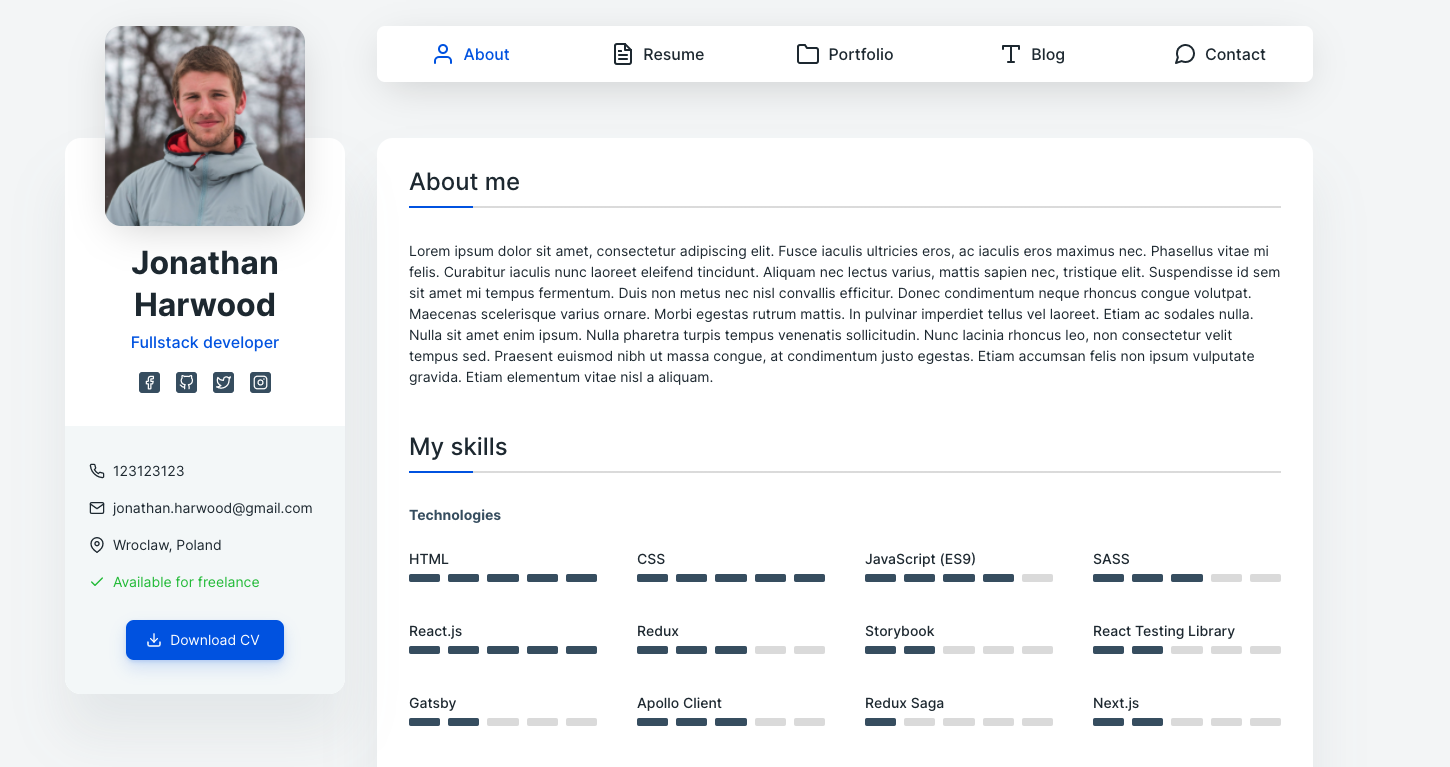 About
Resume
Portfolio
Blog
Contact
Jonathan
Harwood
Fullstack developer
123123123
jonathan.harwood@gmail.com
Wroclaw, Poland
Available for freelance
Download CV
About me
Lorem ipsum dolor sit amet, consectetur adipiscing elit. Fusce iaculis ultricies eros, ac iaculis eros maximus nec. Phasellus vitae mi
felis. Curabitur iaculis nunc laoreet eleifend tincidunt. Aliquam nec lectus varius, mattis sapien nec, tristique elit. Suspendisse id sem
sit amet mi tempus fermentum. Duis non metus nec nisl convallis efficitur. Donec condimentum neque rhoncus congue volutpat.
Maecenas scelerisque varius ornare. Morbi egestas rutrum mattis. In pulvinar imperdiet tellus vel laoreet. Etiam ac sodales nulla.
Nulla sit amet enim ipsum. Nulla pharetra turpis tempus venenatis sollicitudin. Nunc lacinia rhoncus leo, non consectetur velit
tempus sed. Praesent euismod nibh ut massa congue, at condimentum justo egestas. Etiam accumsan felis non ipsum vulputate
gravida. Etiam elementum vitae nisl a aliquam.
My skills
Technologies
HTML
CSS
JavaScript (ES9)
SASS
React.js
Redux
Storybook
React Testing Library
Gatsby
Apollo Client
Redux Saga
Next.js